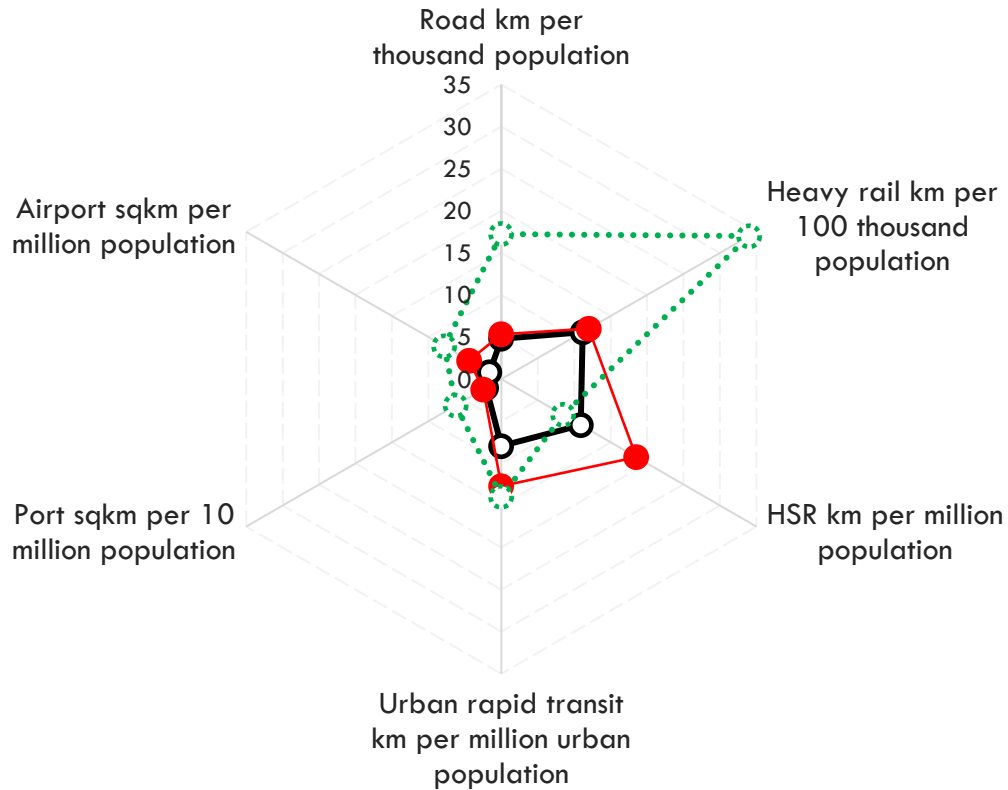 Road km per
thousand population
35
30
25
20
15
10
5
0
Heavy rail km per
100 thousand
population
HSR km per million
population
Urban rapid transit
km per million urban
population
Port sqkm per 10
million population
Airport sqkm per
million population